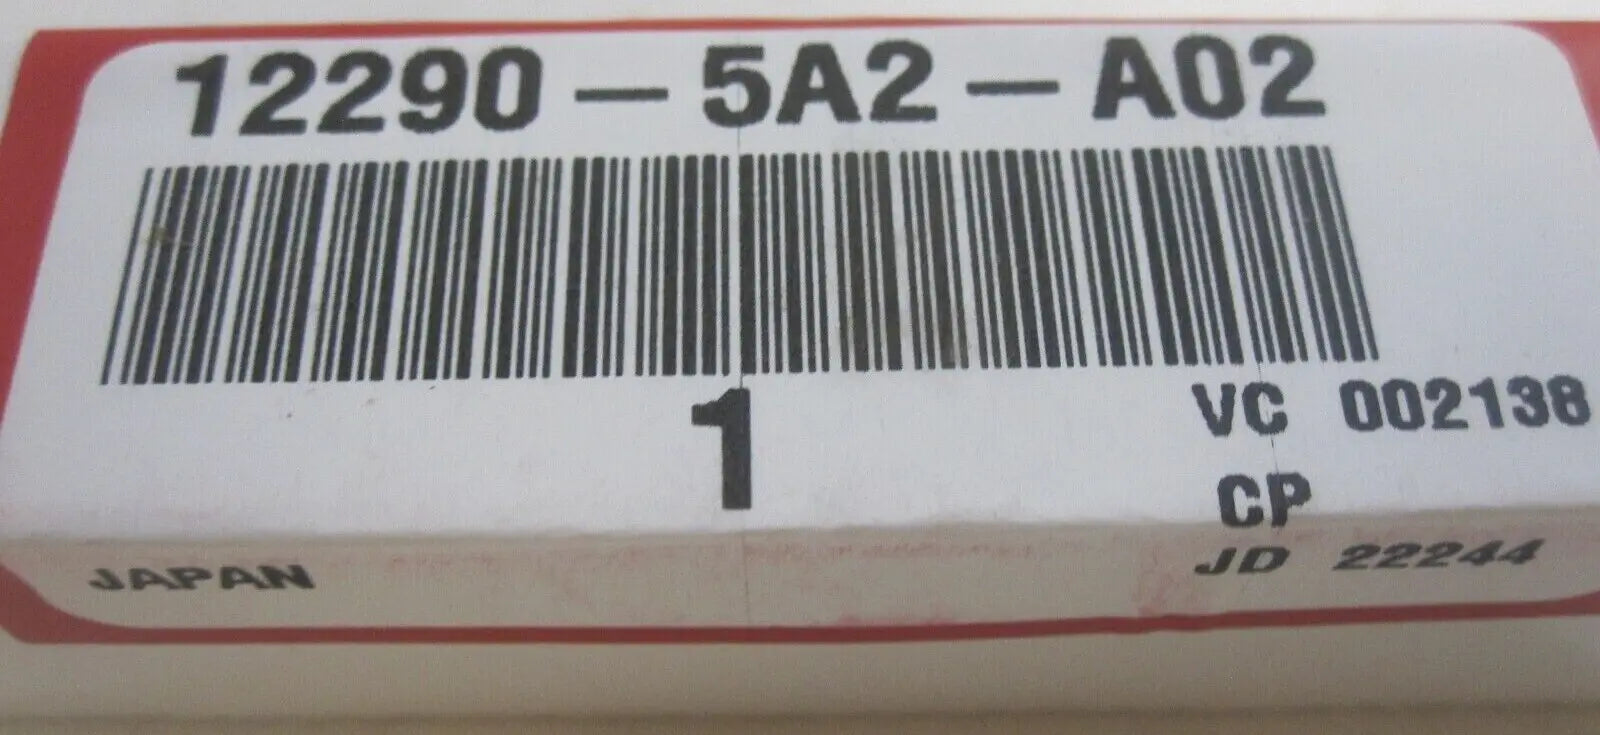 12290-5A2-A02
1
VC 002138
CP
JAPAN
JD 22244